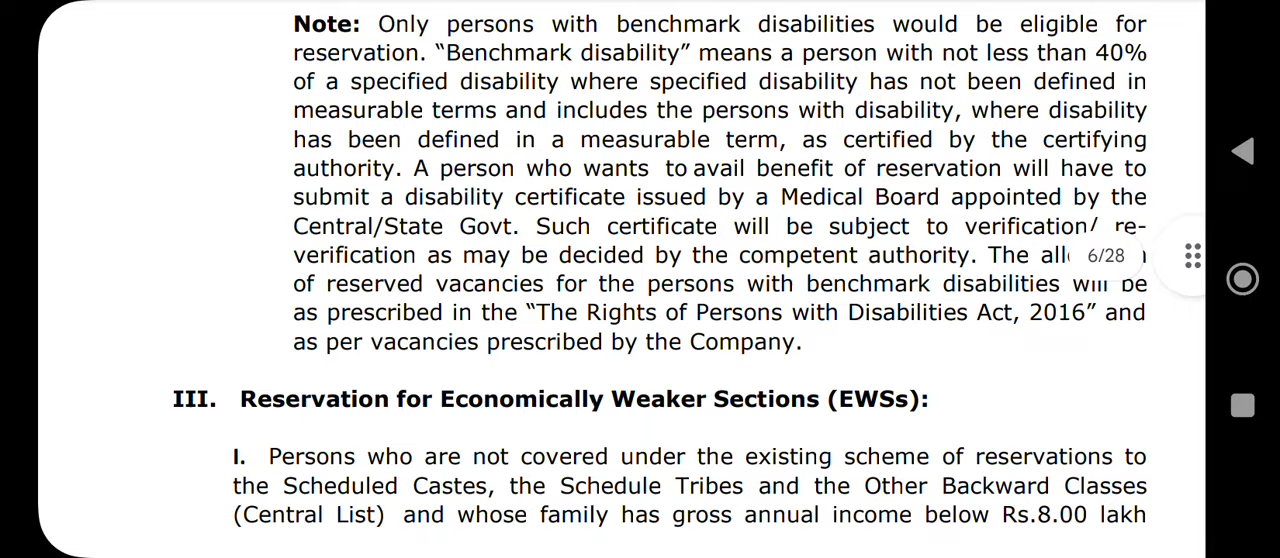 Note: Only persons with benchmark disabilities would be eligible for
reservation. “Benchmark disability” means a person with not less than 40%
of a specified disability where specified disability has not been defined in
measurable terms and includes the persons with disability, where disability
has been defined in a measurable term, as certified by the certifying
authority. A person who wants to avail benefit of reservation will have to
submit a disability certificate issued by a Medical Board appointed by the
Central/State Govt. Such certificate will be subject to verification/ re-
verification as may be decided by the competent authority. The
6/28
of reserved vacancies for the persons with benchmark disabilities will be
as prescribed in the “The Rights of Persons with Disabilities Act, 2016” and
as per vacancies prescribed by the Company.
III. Reservation for Economically Weaker Sections (EWSs):
I. Persons who are not covered under the existing scheme of reservations to
the Scheduled Castes, the Schedule Tribes and the Other Backward Classes
(Central List) and whose family has gross annual income below Rs.8.00 lakh